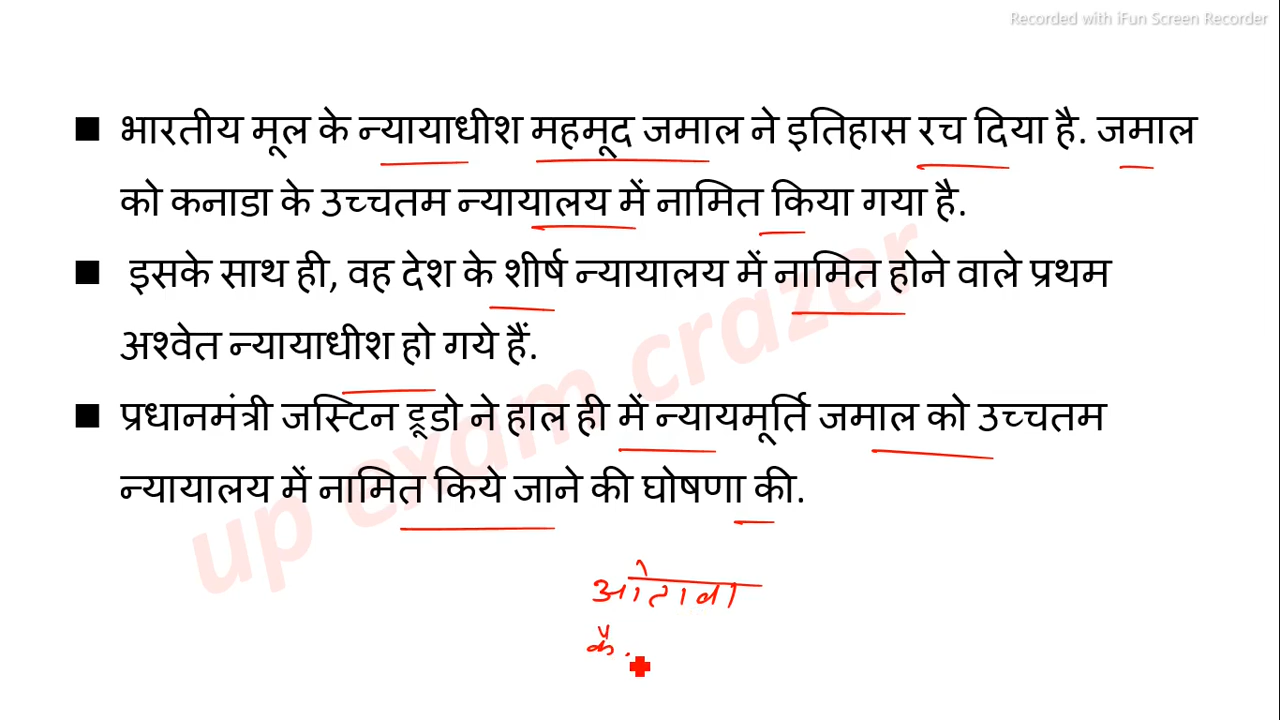 Recorded with iFun Screen Recorder
■ भारतीय मूल के न्यायाधीश महमूद जमाल ने इतिहास रच दिया है. जमाल
को कनाडा के उच्चतम न्यायालय में नामित किया गया है.
■ इसके साथ ही, वह देश के शीर्ष न्यायालय में नामित होने वाले प्रथम
अश्वेत न्यायाधीश हो गये हैं.
■ प्रधानमंत्री जस्टिन ड्रूडो ने हाल ही में न्यायमूर्ति जमाल को उच्चतम
न्यायालय में नामित किये जाने की घोषणा की.
up exam crazer
ओटावा
कै